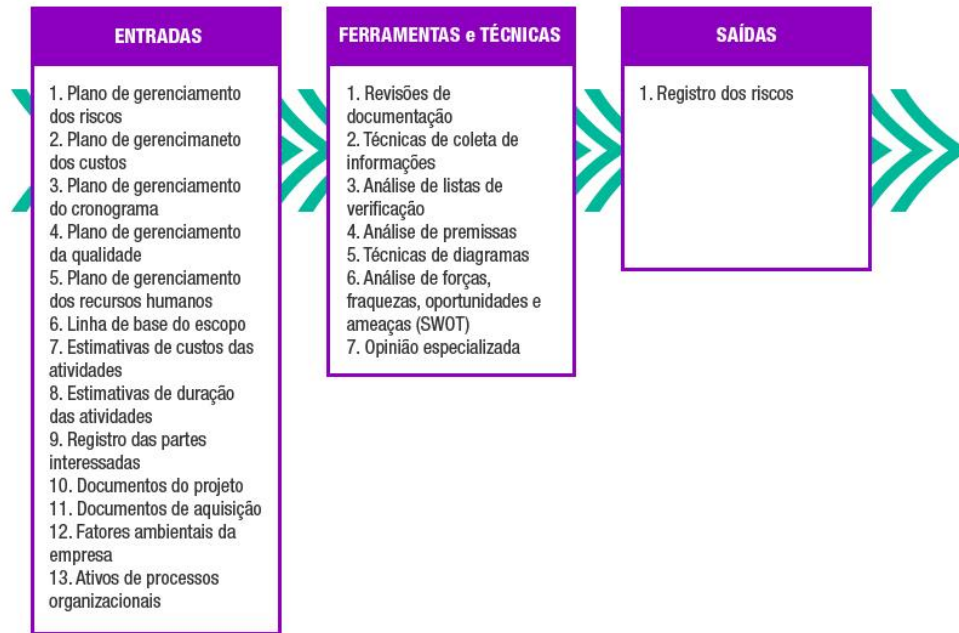 ENTRADAS
1. Plano de gerenciamento
dos riscos
2. Plano de gerencimaneto
dos custos
3. Plano de gerenciamento
do cronograma
4. Plano de gerenciamento
da qualidade
5. Plano de gerenciamento
dos recursos humanos
6. Linha de base do escopo
7. Estimativas de custos das
atividades
8. Estimativas de duração
das atividades
9. Registro das partes
interessadas
10. Documentos do projeto
11. Documentos de aquisição
12. Fatores ambientais da
empresa
13. Ativos de processos
organizacionais
FERRAMENTAS e TÉCNICAS
1. Revisões de
documentação
2. Técnicas de coleta de
informações
3. Análise de listas de
verificação
4. Análise de premissas
5. Técnicas de diagramas
6. Análise de forças,
fraquezas, oportunidades e
ameaças (SWOT)
7. Opinião especializada
SAÍDAS
1. Registro dos riscos